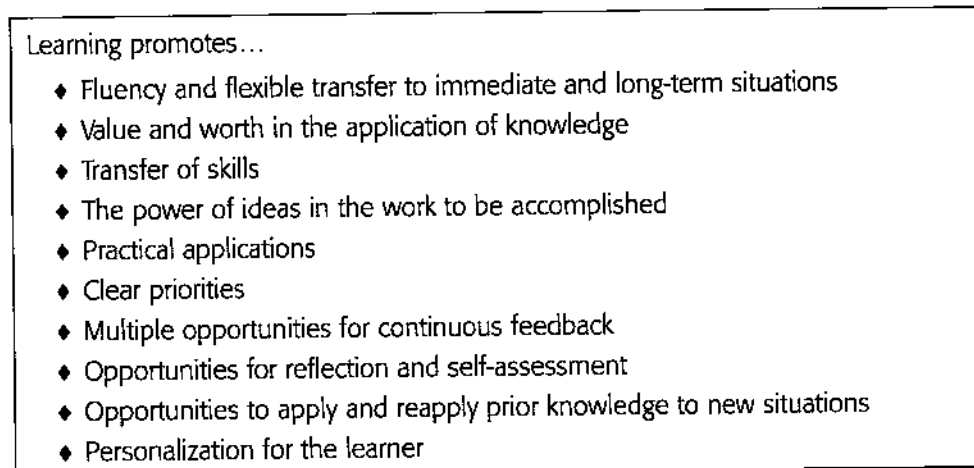 Learning promotes...
♦ Fluency and flexible transfer to immediate and long-term situations
♦ Value and worth in the application of knowledge
♦ Transfer of skills
♦ The power of ideas in the work to be accomplished
♦ Practical applications
♦ Clear priorities
♦ Multiple opportunities for continuous feedback
♦ Opportunities for reflection and self-assessment
♦ Opportunities to apply and reapply prior knowledge to new situations
♦ Personalization for the learner